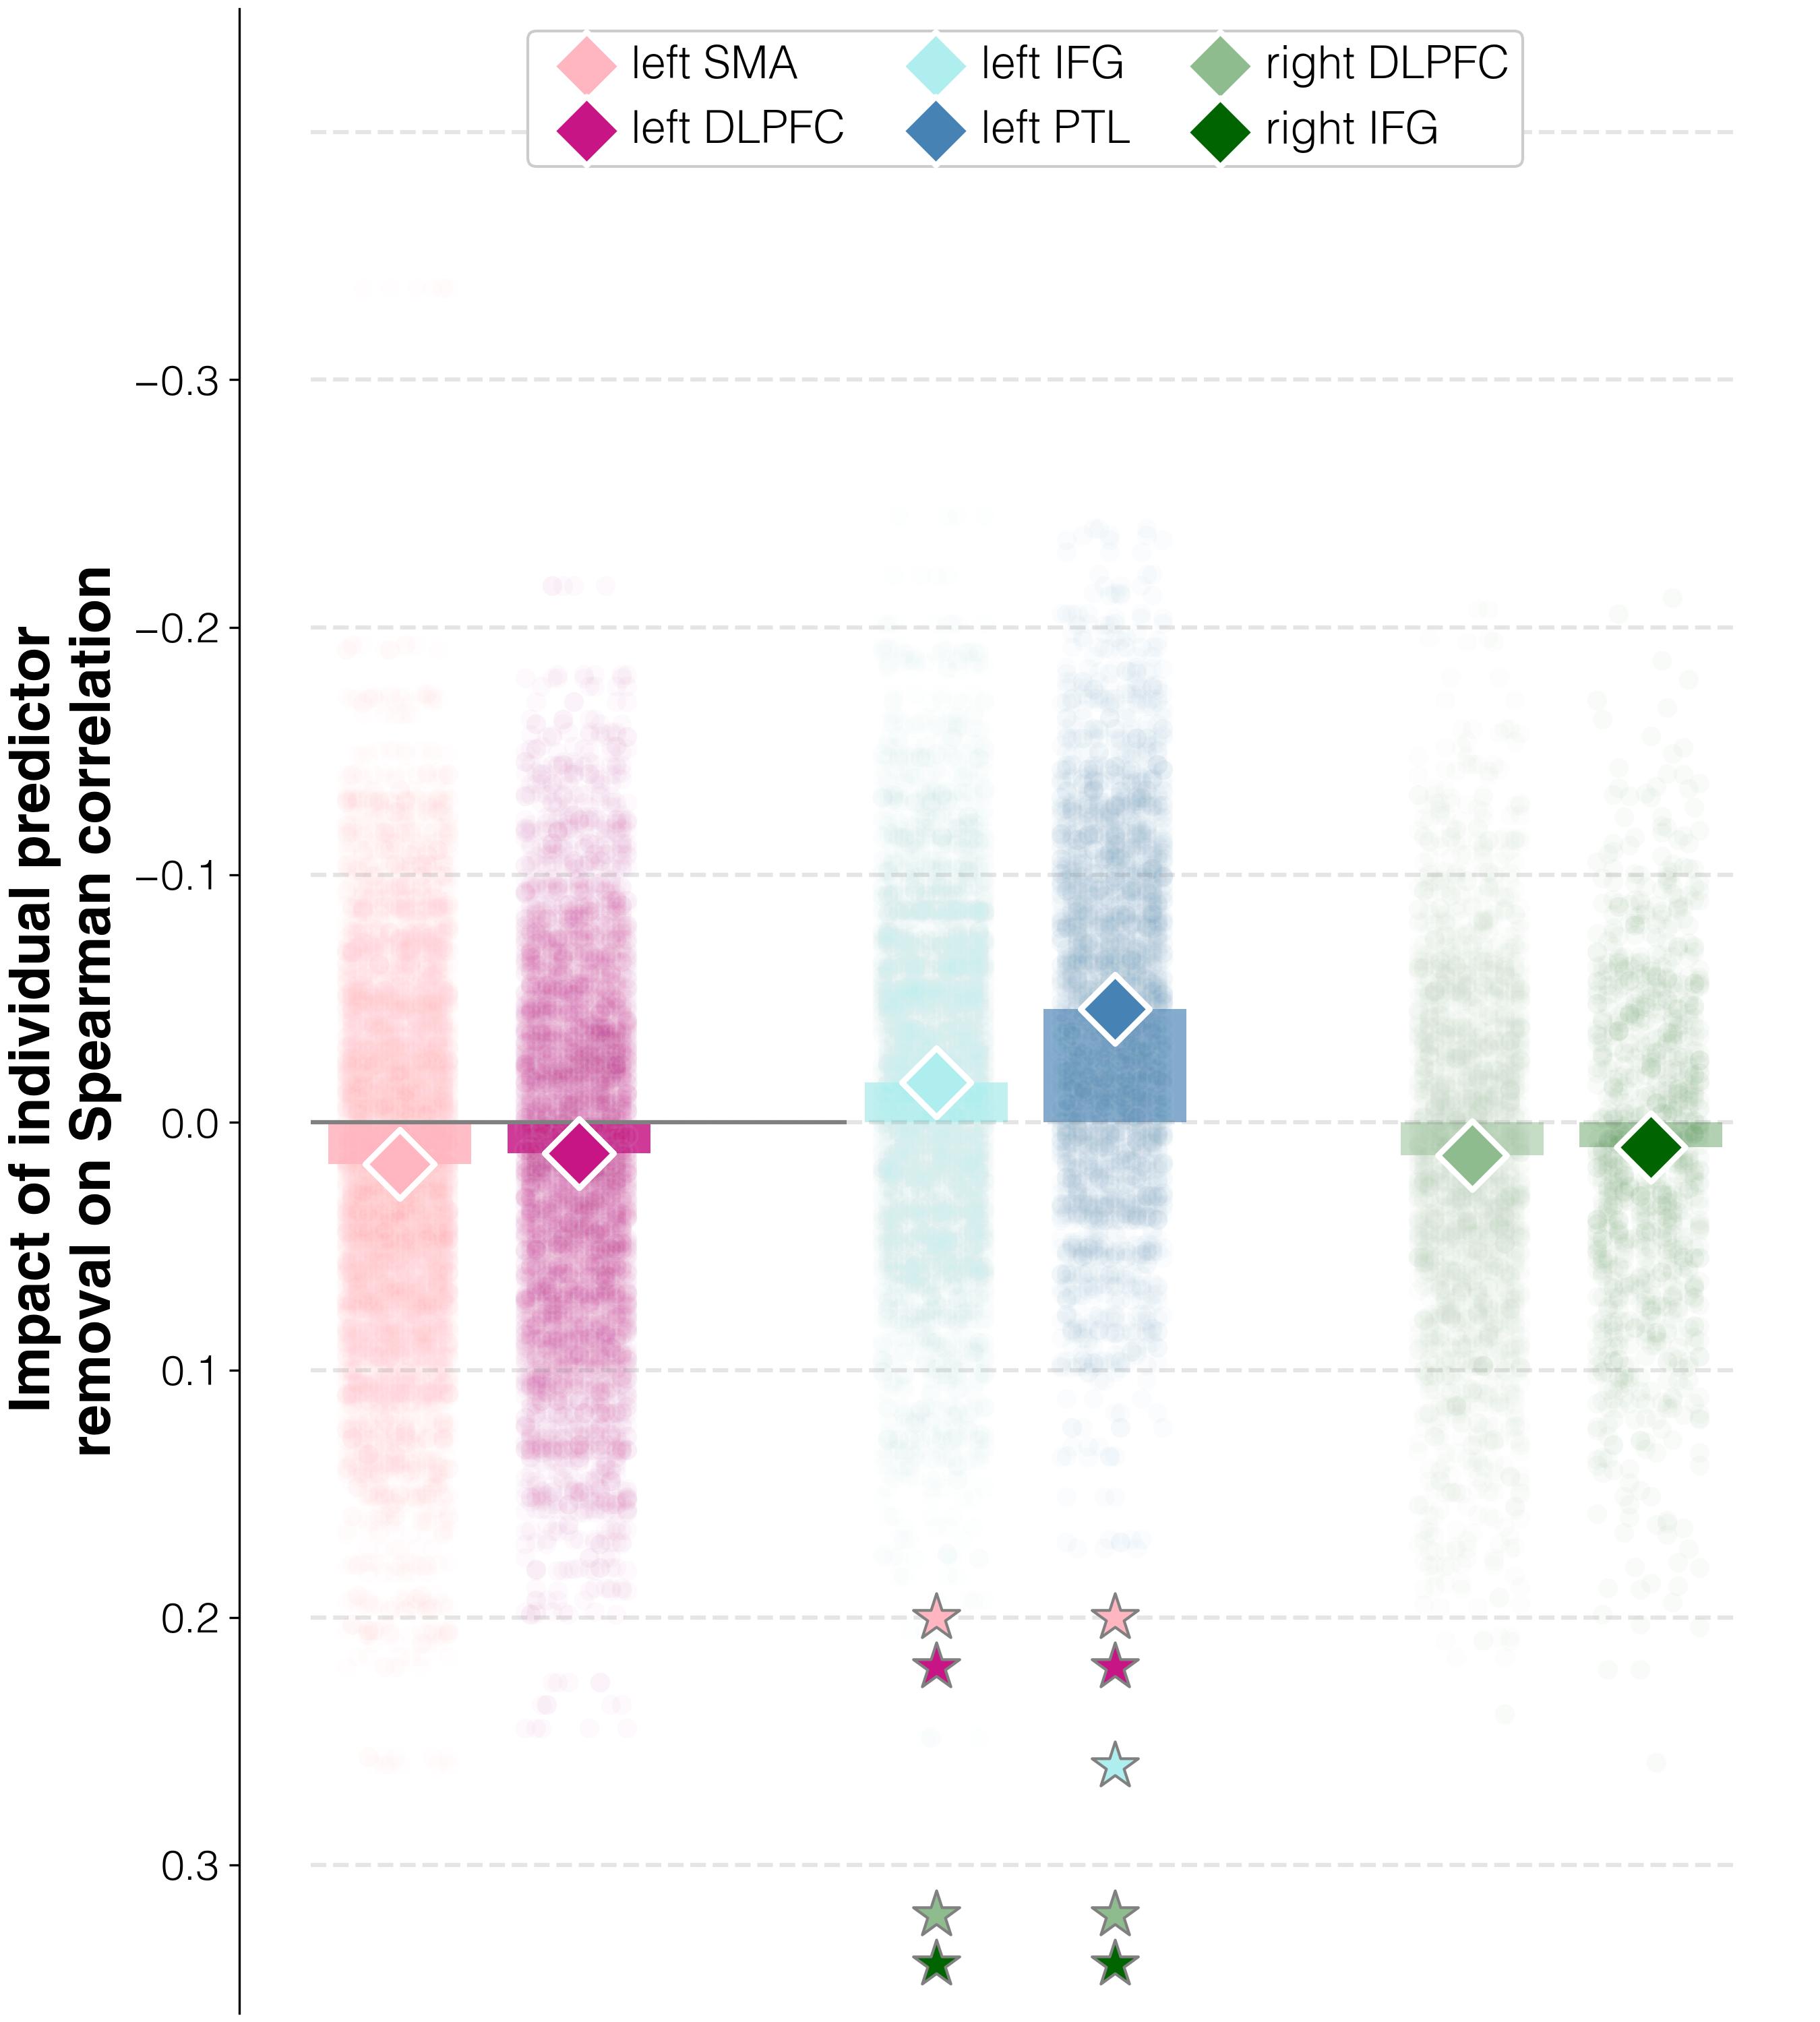 left SMA
left IFG
right DLPFC
left DLPFC
left PTL
right IFG
Impact of individual predictor
removal on Spearman correlation
−0.3
−0.2
−0.1
0.0
0.1
0.2
0.3